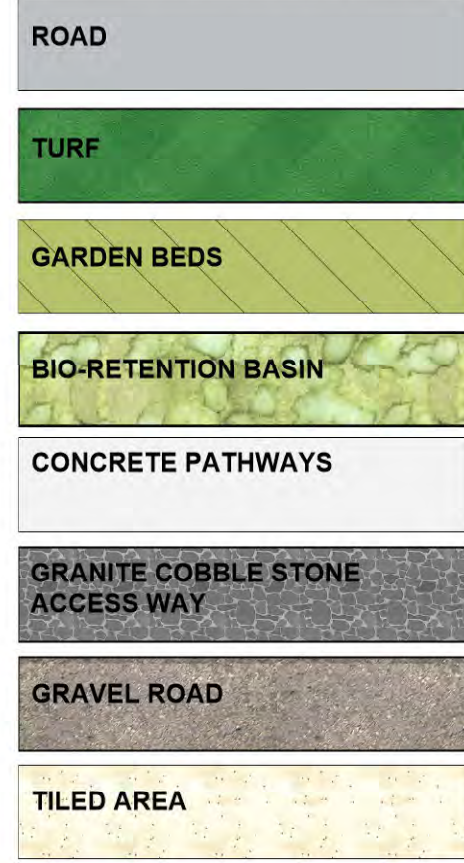 ROAD
TURF
GARDEN BEDS
BIO-RETENTION BASIN
CONCRETE PATHWAYS
GRANITE COBBLE STONE
ACCESS WAY
GRAVEL ROAD
TILED AREA